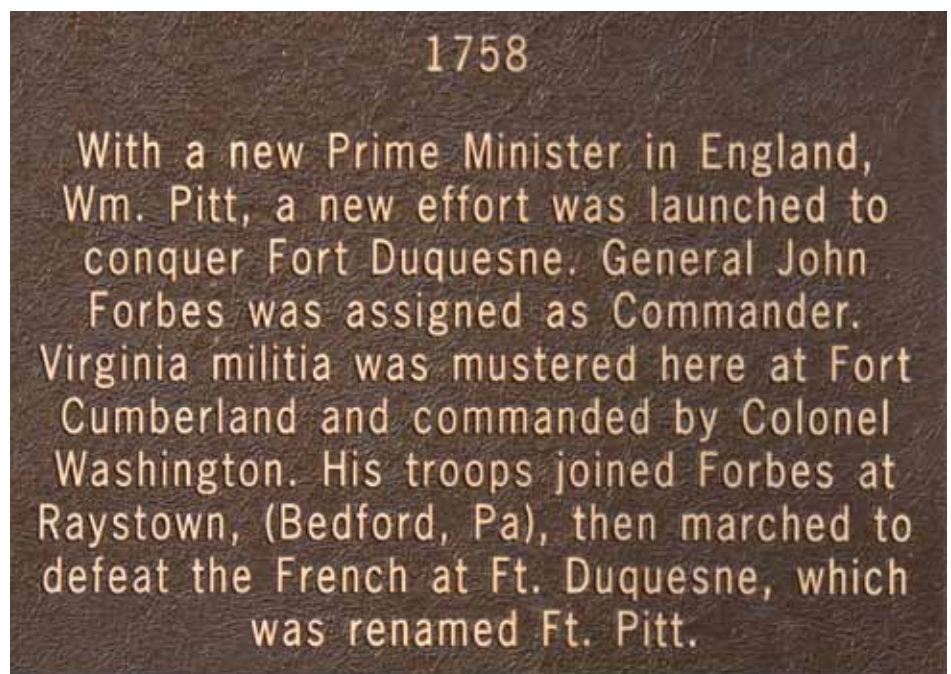 1758
With a new Prime Minister in England,
Wm. Pitt, a new effort was launched to
conquer Fort Duquesne. General John
Forbes was assigned as Commander.
Virginia militia was mustered here at Fort
Cumberland and commanded by Colonel
Washington. His troops joined Forbes at
Raystown, (Bedford, Pa), then marched to
defeat the French at Ft. Duquesne, which
was renamed Ft. Pitt.